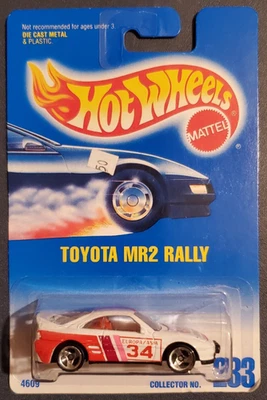 Not recommended for ages under 3.
DIE CAST METAL
& PLASTIC.
HOT WHEELS
MATTEL
50
TOYOTA MR2 RALLY
34
4609
COLLECTOR NO. 233